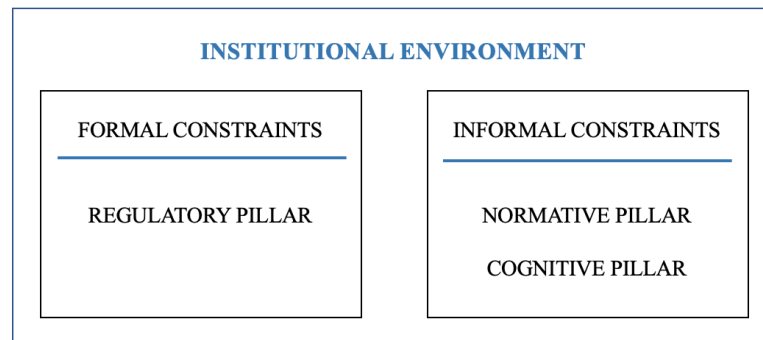 INSTITUTIONAL ENVIRONMENT
FORMAL CONSTRAINTS
REGULATORY PILLAR
INFORMAL CONSTRAINTS
NORMATIVE PILLAR
COGNITIVE PILLAR